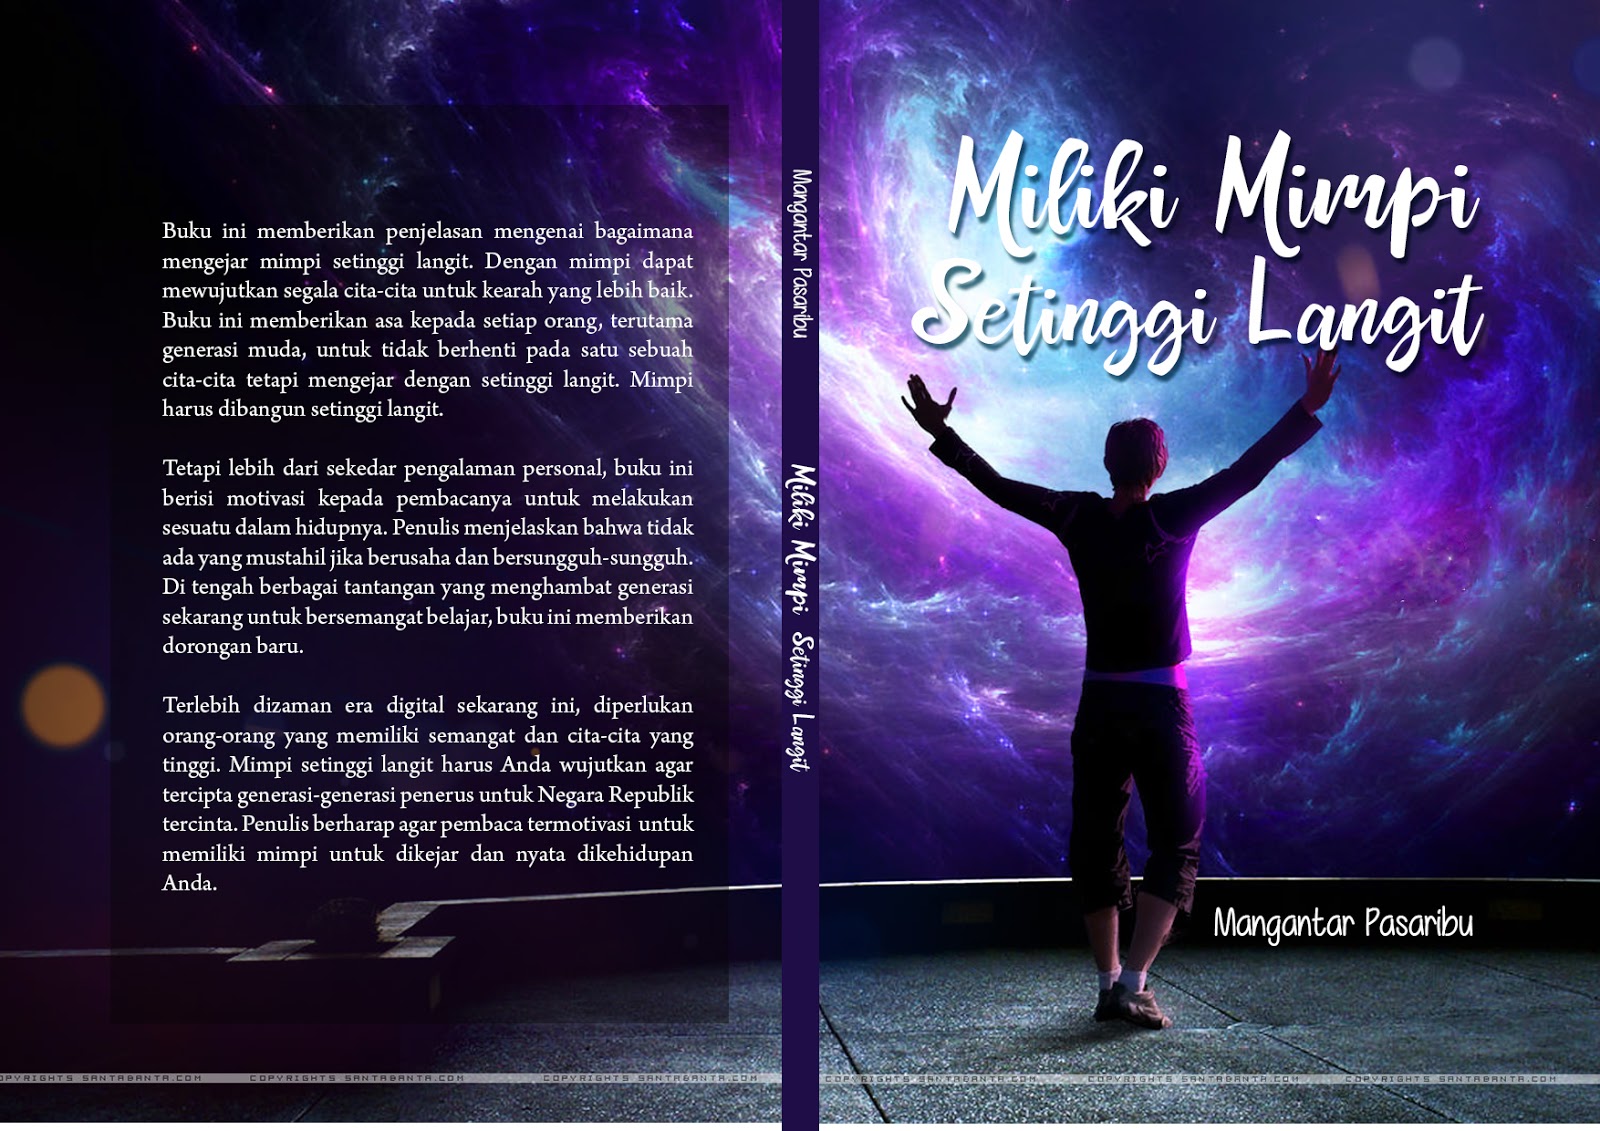 Buku ini memberikan penjelasan mengenai bagaimana
mengejar mimpi setinggi langit. Dengan mimpi dapat
mewujutkan segala cita-cita untuk kearah yang lebih baik.
Buku ini memberikan asa kepada setiap orang, terutama
generasi muda, untuk tidak berhenti pada satu sebuah
cita-cita tetapi mengejar dengan setinggi langit. Mimpi
harus dibangun setinggi langit.
Tetapi lebih dari sekedar pengalaman personal, buku ini
berisi motivasi kepada pembacanya untuk melakukan
sesuatu dalam hidupnya. Penulis menjelaskan bahwa tidak
ada yang mustahil jika berusaha dan bersungguh-sungguh.
Di tengah berbagai tantangan yang menghambat generasi
sekarang untuk bersemangat belajar, buku ini memberikan
dorongan baru.
Terlebih dizaman era digital sekarang ini, diperlukan
orang-orang yang memiliki semangat dan cita-cita yang
tinggi. Mimpi setinggi langit harus Anda wujutkan agar
tercipta generasi-generasi penerus untuk Negara Republik
tercinta. Penulis berharap agar pembaca termotivasi untuk
memiliki mimpi untuk dikejar dan nyata dikehidupan
Anda.
Mangantar Pasaribu
Miliki Mimpi Setinggi Langit
Miliki Mimpi
Setinggi Langit
Mangantar Pasaribu
OPYRIGHTS SANTABANTA.COM COPYRIGHTS SANTABANTA.COM COPYRIGHTS SANTABANTA.COM
COPYRIGHTS SANTABANTA.COM COPYRIGHTS SANTABANTA.COM COPYRIGHTS SANTABANTA.COM